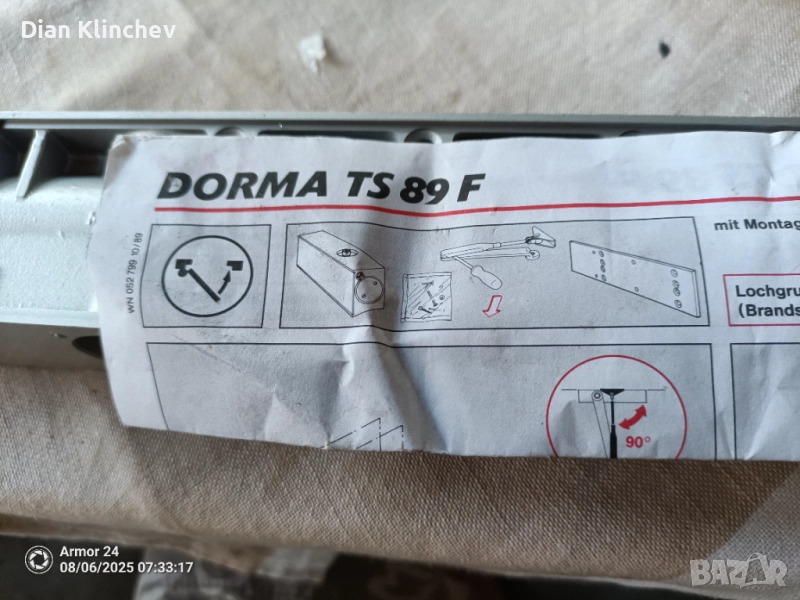 Dian Klinchev
DORMA TS 89 F
WN 052 799 10/89
mit Montag
Lochgru
(Brands
90°
Armor 24
08/06/2025 07:33:17
BAZAR